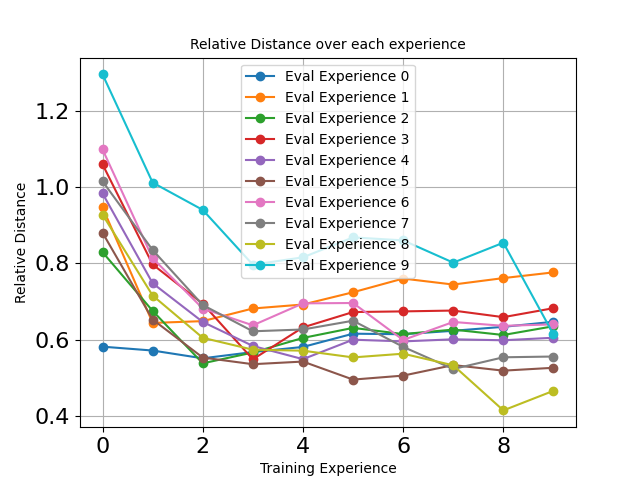 Relative Distance over each experience
Eval Experience 0
Eval Experience 1
Eval Experience 2
Eval Experience 3
Eval Experience 4
Eval Experience 5
Eval Experience 6
Eval Experience 7
Eval Experience 8
Eval Experience 9
Relative Distance
1.2
1.0
0.8
0.6
0.4
0 2 4 6 8
Training Experience